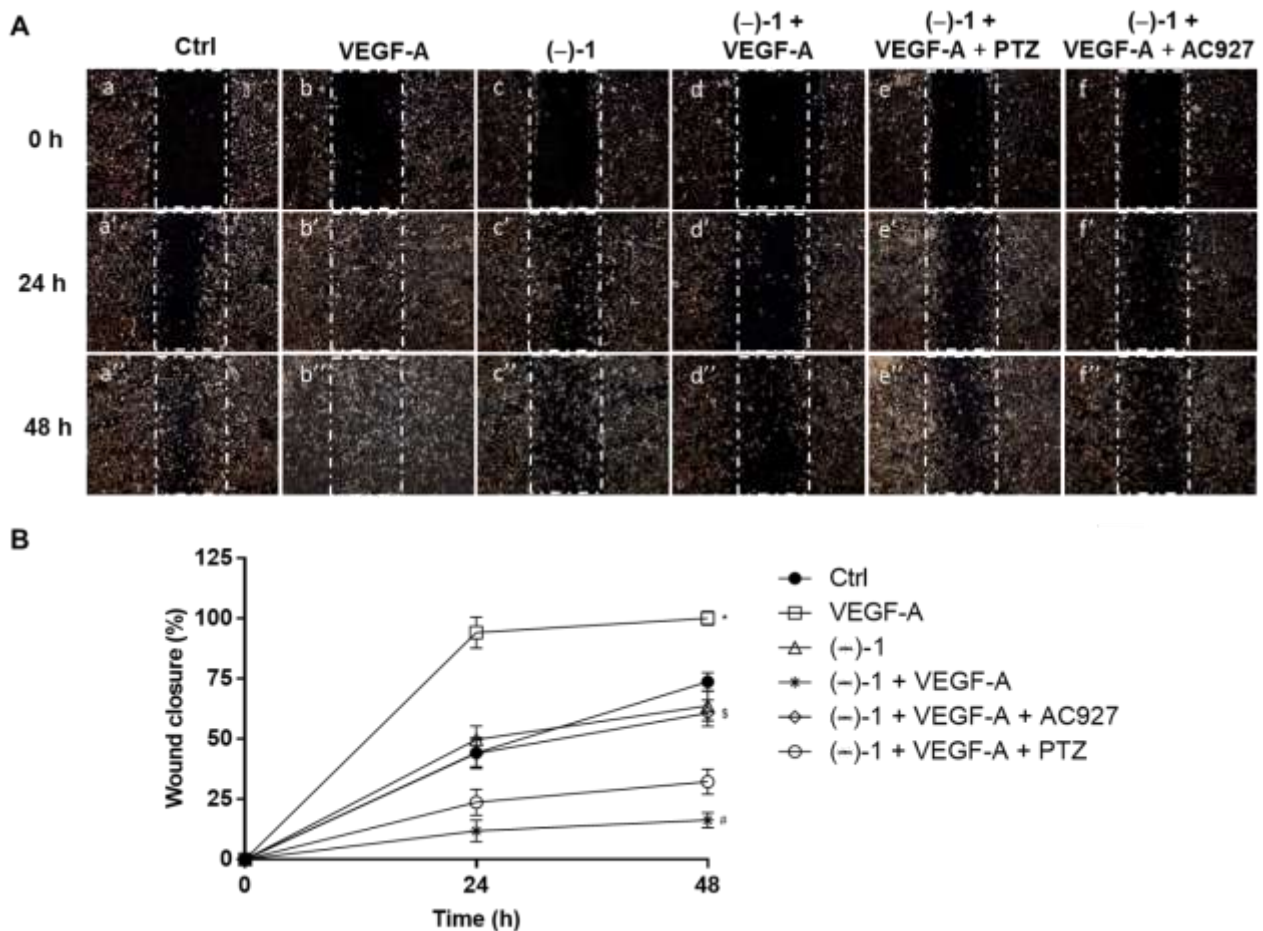 A
Ctrl
VEGF-A
(−)-1
(−)-1 +
VEGF-A
(−)-1 +
VEGF-A + PTZ
(−)-1 +
VEGF-A + AC927
0 h
a
b
c
d
e
f
24 h
a'
b'
c'
d'
e'
f'
48 h
a''
b''
c''
d''
e''
f''
B
Wound closure (%)
125
100
75
50
25
0
*
$
#
0
24
48
Time (h)
Ctrl
VEGF-A
(−)-1
(−)-1 + VEGF-A
(−)-1 + VEGF-A + AC927
(−)-1 + VEGF-A + PTZ